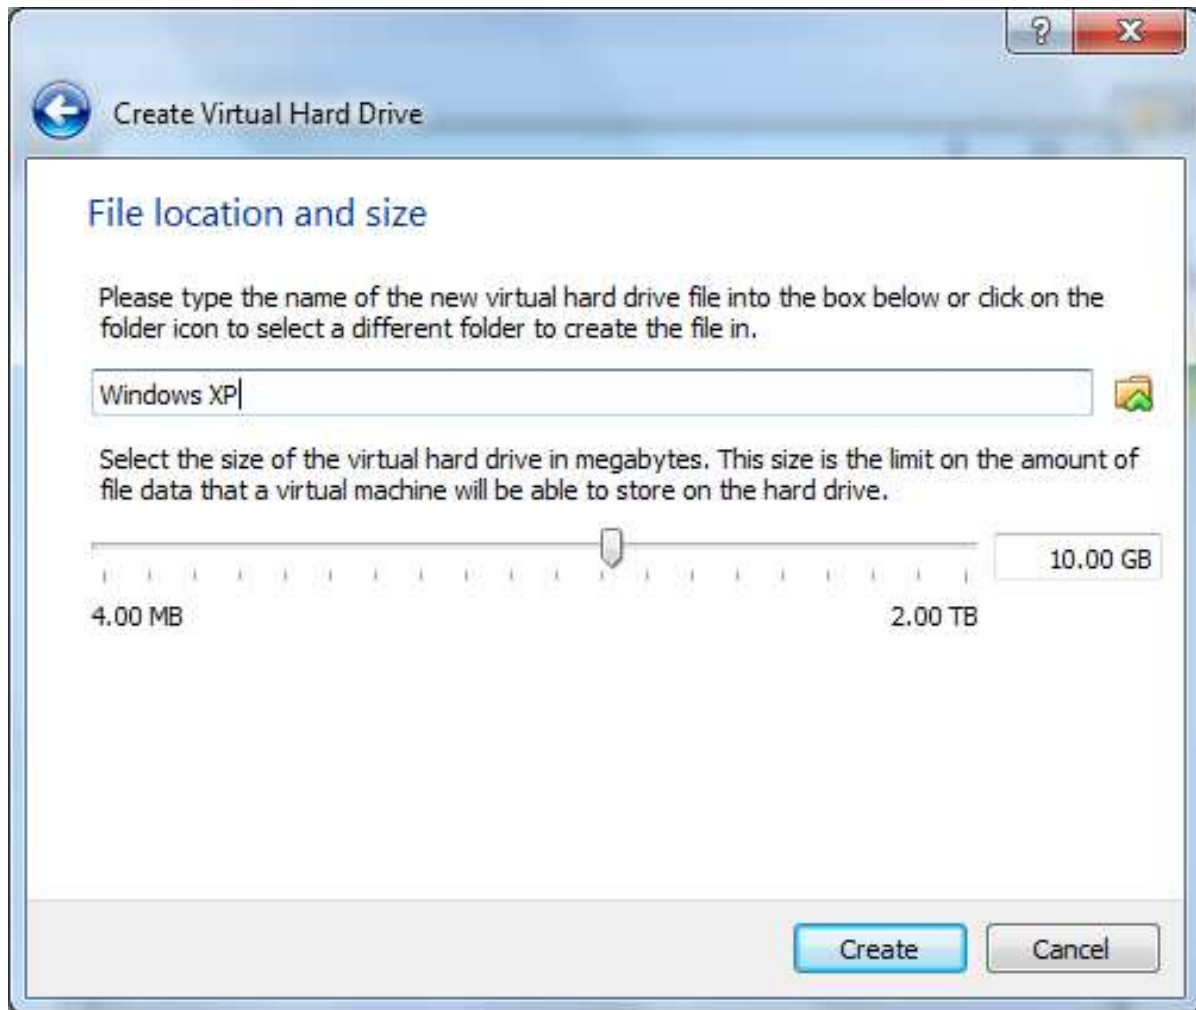 ?
Create Virtual Hard Drive
File location and size
Please type the name of the new virtual hard drive file into the box below or click on the
folder icon to select a different folder to create the file in.
Windows XP
Select the size of the virtual hard drive in megabytes. This size is the limit on the amount of
file data that a virtual machine will be able to store on the hard drive.
10.00 GB
4.00 MB 2.00 TB
Create Cancel